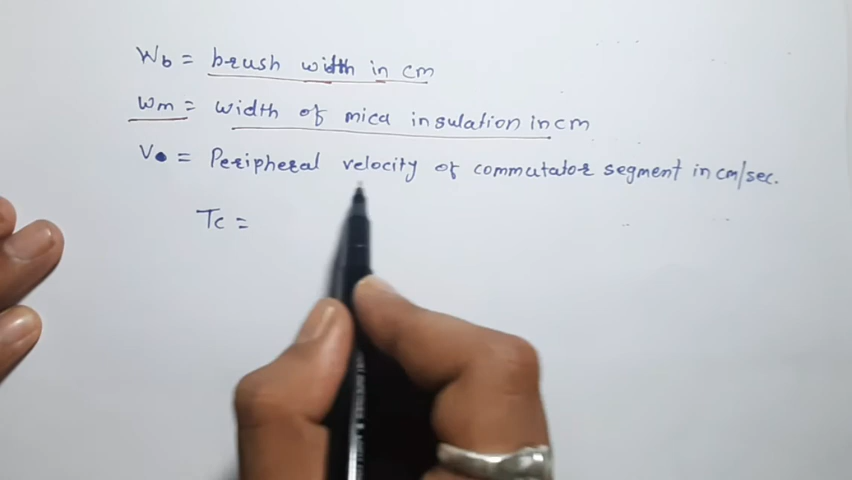 Wb = brush width in cm
Wm = width of mica insulation in cm
V = Peripheral velocity of commutator segment in cm/sec.
Tc =